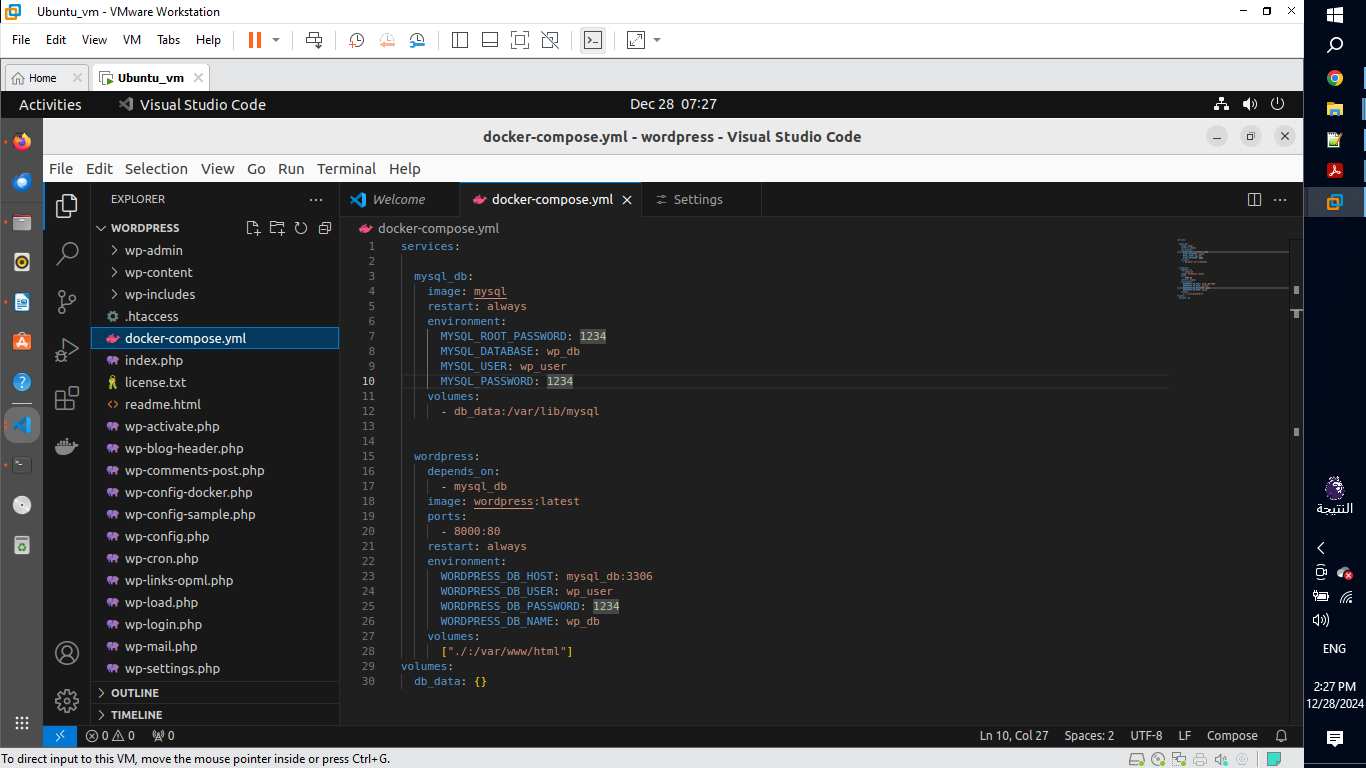 Ubuntu_vm - VMware Workstation
File Edit View VM Tabs Help
Home Ubuntu_vm
Activities Visual Studio Code Dec 28 07:27
docker-compose.yml - wordpress - Visual Studio Code
File Edit Selection View Go Run Terminal Help
EXPLORER
WORDPRESS
wp-admin
wp-content
wp-includes
.htaccess
docker-compose.yml
index.php
license.txt
readme.html
wp-activate.php
wp-blog-header.php
wp-comments-post.php
wp-config-docker.php
wp-config-sample.php
wp-config.php
wp-cron.php
wp-links-opml.php
wp-load.php
wp-login.php
wp-mail.php
wp-settings.php
OUTLINE
TIMELINE
Welcome docker-compose.yml Settings
docker-compose.yml
1 services:
2
3 mysql_db:
4 image: mysql
5 restart: always
6 environment:
7 MYSQL_ROOT_PASSWORD: 1234
8 MYSQL_DATABASE: wp_db
9 MYSQL_USER: wp_user
10 MYSQL_PASSWORD: 1234
11 volumes:
12 - db_data:/var/lib/mysql
13
14
15 wordpress:
16 depends_on:
17 - mysql_db
18 image: wordpress:latest
19 ports:
20 - 8000:80
21 restart: always
22 environment:
23 WORDPRESS_DB_HOST: mysql_db:3306
24 WORDPRESS_DB_USER: wp_user
25 WORDPRESS_DB_PASSWORD: 1234
26 WORDPRESS_DB_NAME: wp_db
27 volumes:
28 ["./:/var/www/html"]
29 volumes:
30 db_data: {}
0 0 0 Ln 10, Col 27 Spaces: 2 UTF-8 LF Compose
To direct input to this VM, move the mouse pointer inside or press Ctrl+G.
النتيجة
ENG
2:27 PM
12/28/2024